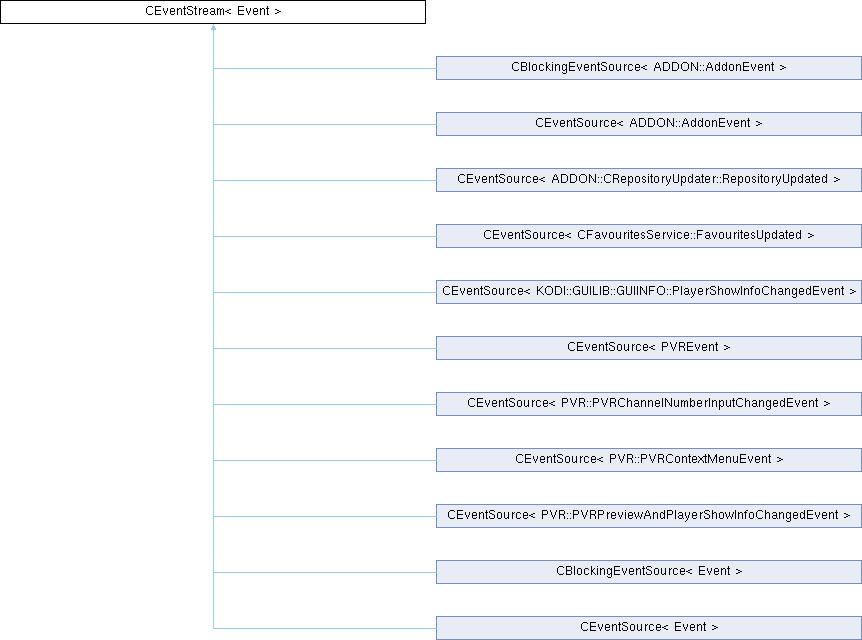 CEventStream< Event >
CBlockingEventSource< ADDON::AddonEvent >
CEventSource< ADDON::AddonEvent >
CEventSource< ADDON::CRepositoryUpdater::RepositoryUpdated >
CEventSource< CFavouritesService::FavouritesUpdated >
CEventSource< KODI::GUILIB::GUIINFO::PlayerShowInfoChangedEvent >
CEventSource< PVREvent >
CEventSource< PVR::PVRChannelNumberInputChangedEvent >
CEventSource< PVR::PVRContextMenuEvent >
CEventSource< PVR::PVRPreviewAndPlayerShowInfoChangedEvent >
CBlockingEventSource< Event >
CEventSource< Event >